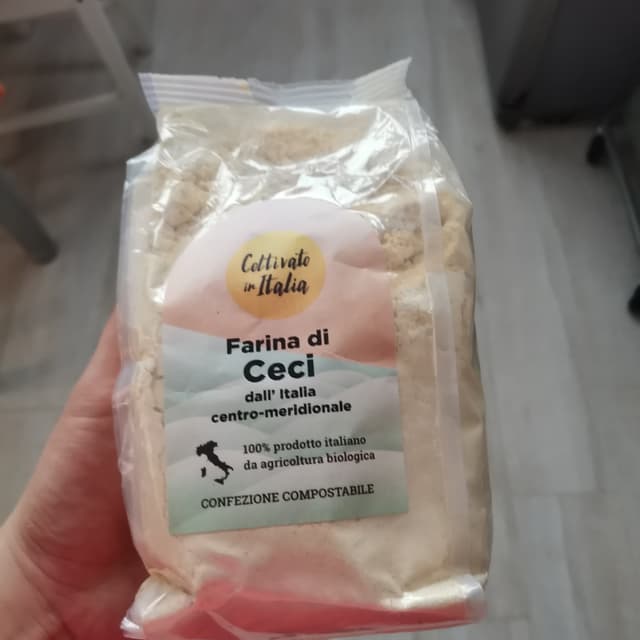 Coltivato
in Italia
Farina di
Ceci
dall' Italia
centro-meridionale
100% prodotto italiano
da agricoltura biologica
CONFEZIONE COMPOSTABILE